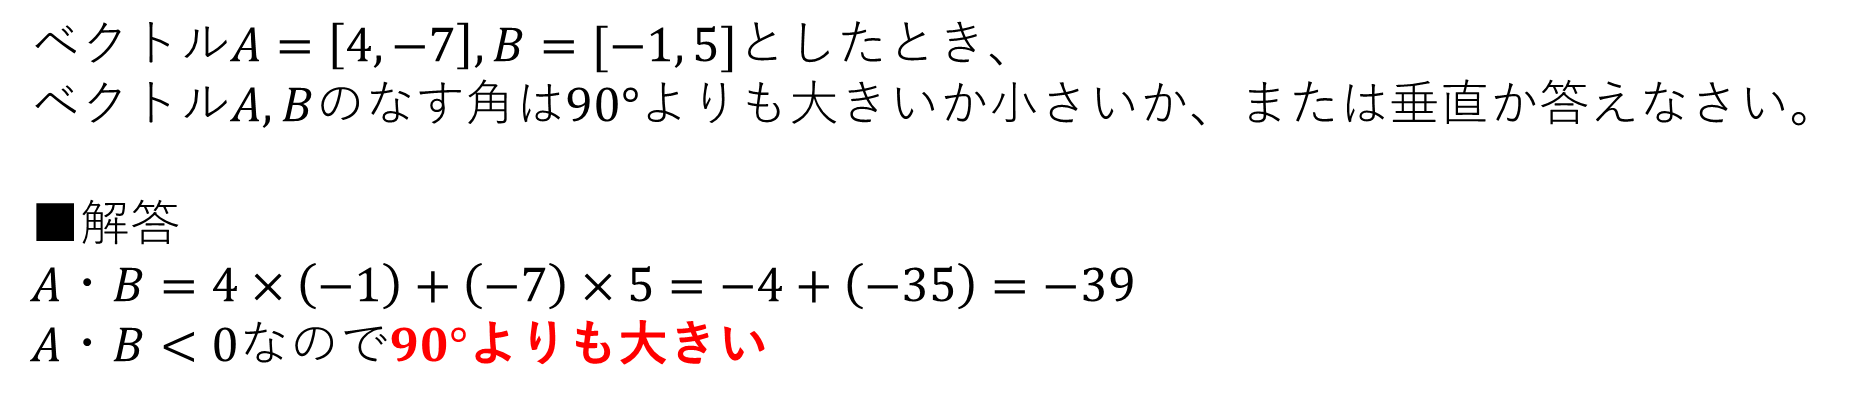 ベクトルA = [4, −7], B = [−1, 5]としたとき、
ベクトルA, Bのなす角は90°よりも大きいか小さいか、または垂直か答えなさい。
■解答
A・B = 4 × (−1) + (−7) × 5 = −4 + (−35) = −39
A・B < 0なので90°よりも大きい